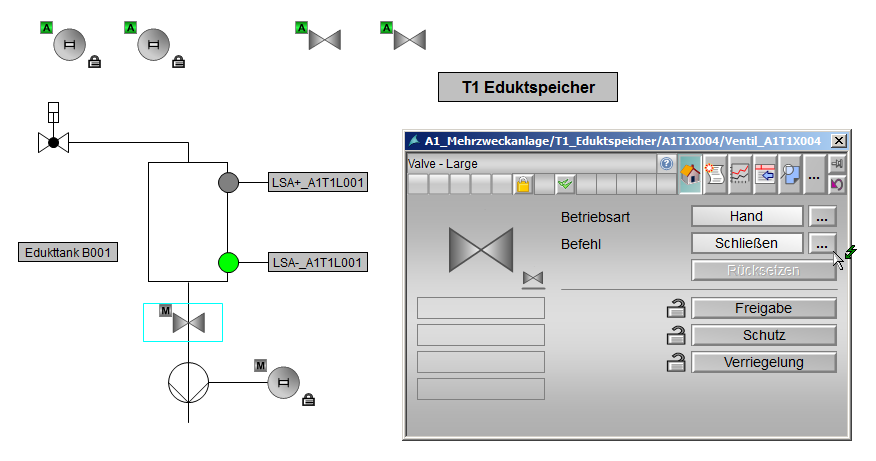 A
A
A
A
T1 Eduktspeicher
A1_Mehrzweckanlage/T1_Eduktspeicher/A1T1X004/Ventil_A1T1X004
Valve - Large
...
LSA+_A1T1L001
Betriebsart
Hand
...
Befehl
Schließen
...
Edukttank B001
LSA-_A1T1L001
Rücksetzen
M
Freigabe
Schutz
M
Verriegelung